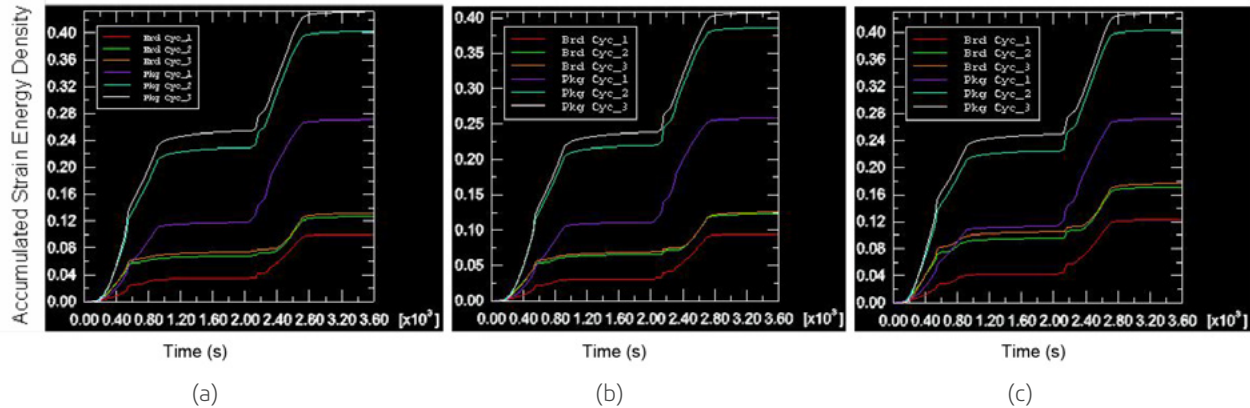 Accumulated Strain Energy Density
0.40
0.36
0.32
0.28
0.24
0.20
0.16
0.12
0.08
0.04
0.00
Brd Cyc_1
Brd Cyc_2
Brd Cyc_3
Pkg Cyc_1
Pkg Cyc_2
Pkg Cyc_3
0.00 0.40 0.80 1.20 1.60 2.00 2.40 2.80 3.20 3.60 [x10³]
Time (s)
(a)
0.40
0.35
0.30
0.25
0.20
0.15
0.10
0.05
0.00
Brd Cyc_1
Brd Cyc_2
Brd Cyc_3
Pkg Cyc_1
Pkg Cyc_2
Pkg Cyc_3
0.00 0.40 0.80 1.20 1.60 2.00 2.40 2.80 3.20 3.60 [x10³]
Time (s)
(b)
0.40
0.36
0.32
0.28
0.24
0.20
0.16
0.12
0.08
0.04
0.00
Brd Cyc_1
Brd Cyc_2
Brd Cyc_3
Pkg Cyc_1
Pkg Cyc_2
Pkg Cyc_3
0.00 0.40 0.80 1.20 1.60 2.00 2.40 2.80 3.20 3.60 [x10³]
Time (s)
(c)